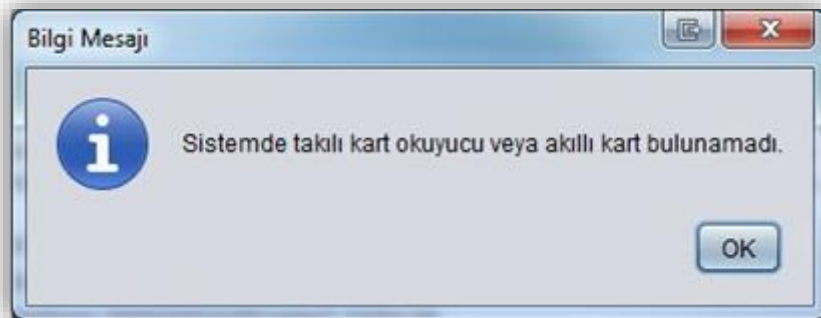 Bilgi Mesajı
Sistemde takılı kart okuyucu veya akıllı kart bulunamadı.
OK